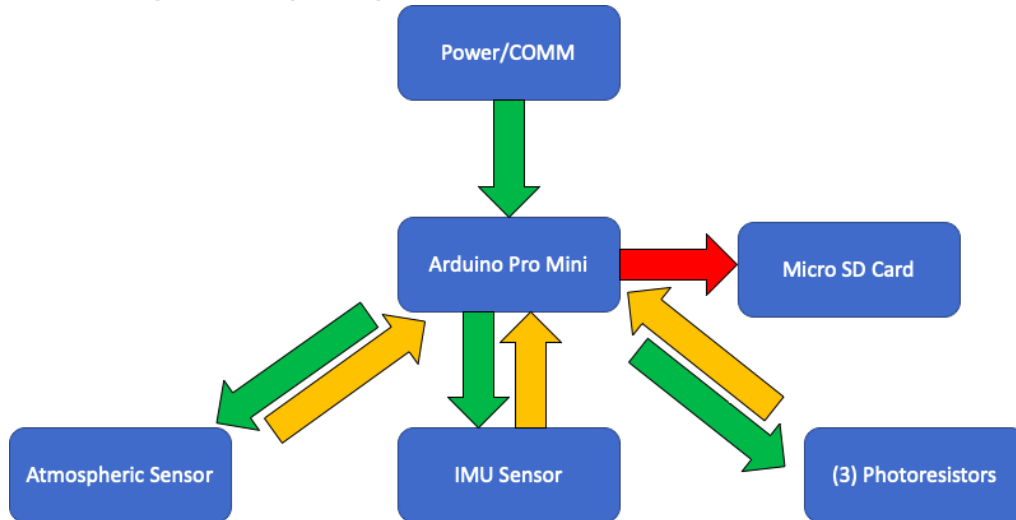 Power/COMM
Arduino Pro Mini
Micro SD Card
Atmospheric Sensor
IMU Sensor
(3) Photoresistors